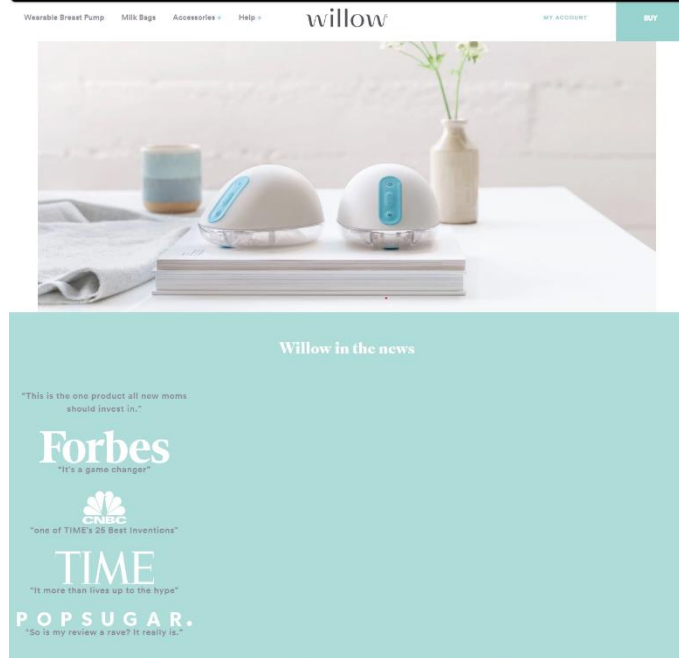 Wearable Breast Pump Milk Bags Accessories + Help + willow MY ACCOUNT BUY
Willow in the news
"This is the one product all new moms
should invest in."
Forbes
"It's a game changer"
CNBC
"one of TIME's 25 Best Inventions"
TIME
"It more than lives up to the hype"
POPSUGAR.
"So is my review a rave? It really is."